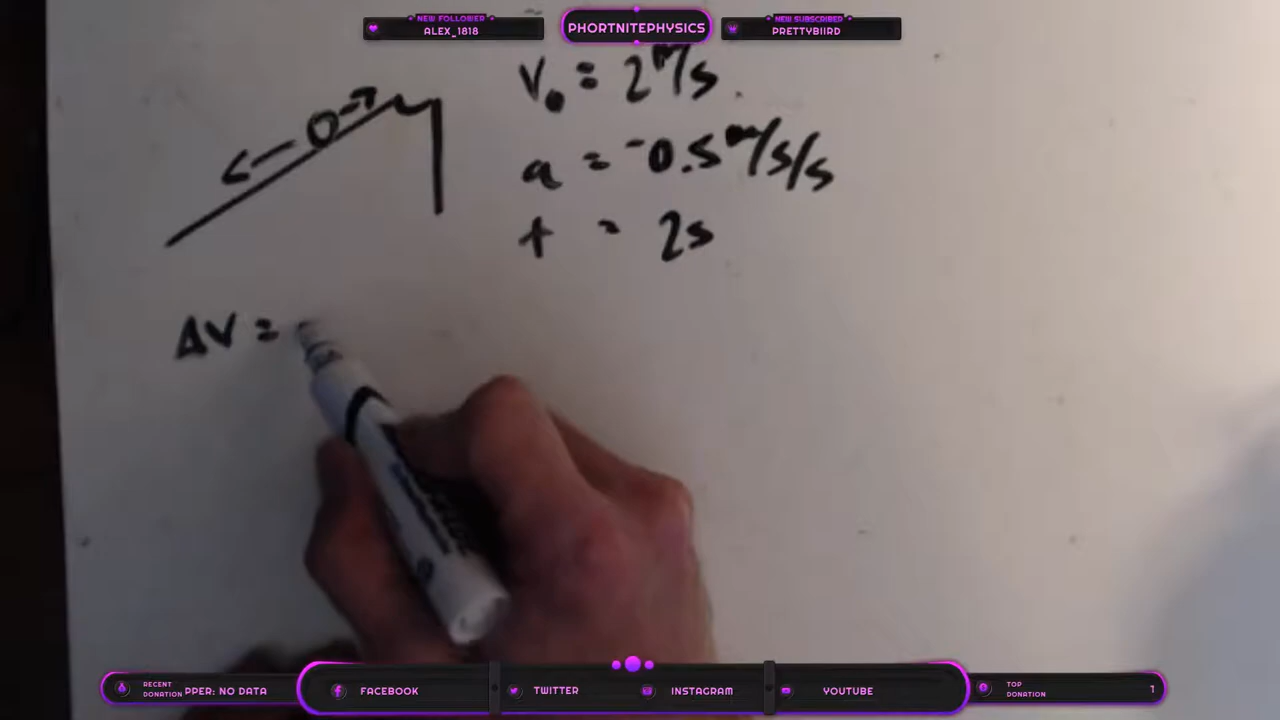 NEW FOLLOWER
ALEX_1818
PHORTNITEPHYSICS
NEW SUBSCRIBED
PRETTYBIIRD
V₀ = 2 m/s.
a = -0.5 m/s/s
t = 2s
ΔV =
RECENT DONATION
PPER: NO DATA
FACEBOOK
TWITTER
INSTAGRAM
YOUTUBE
TOP DONATION
1